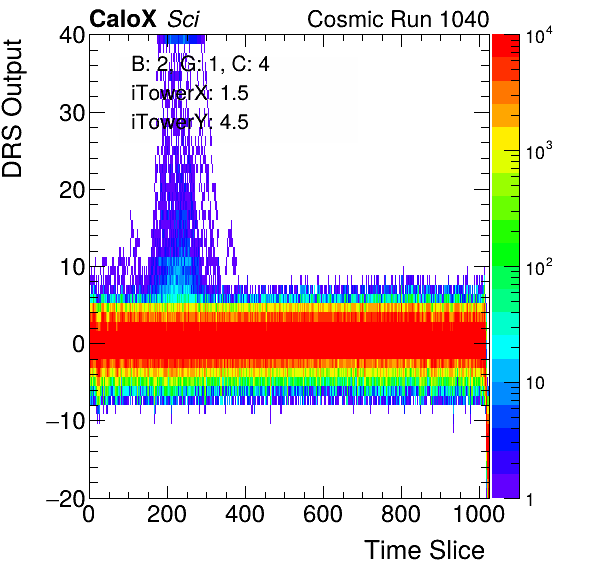 CaloX Sci Cosmic Run 1040
DRS Output
B: 2, G: 1, C: 4
iTowerX: 1.5
iTowerY: 4.5
40
30
20
10
0
−10
−20
0 200 400 600 800 1000
Time Slice
10^4
10^3
10^2
10
1